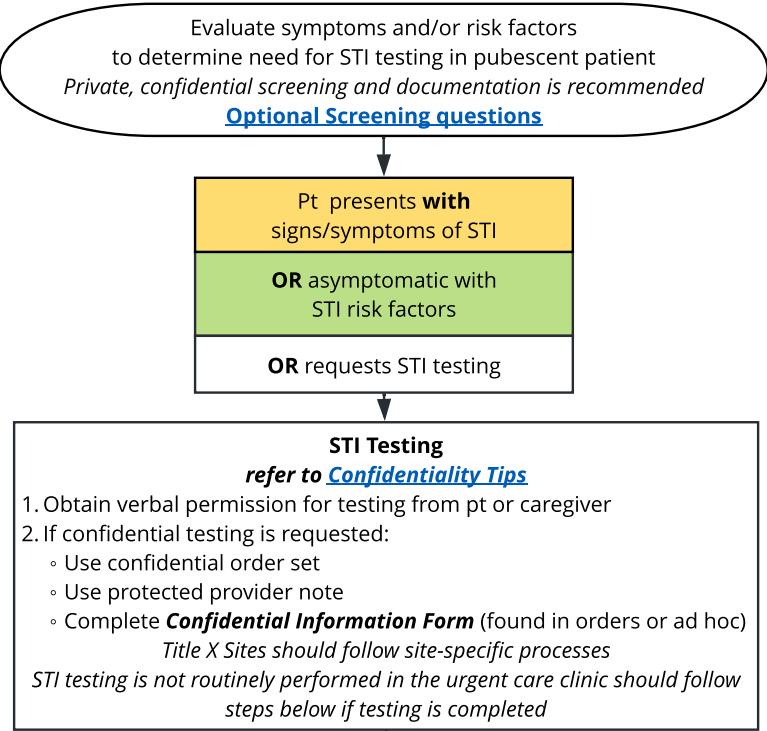 Evaluate symptoms and/or risk factors
to determine need for STI testing in pubescent patient
Private, confidential screening and documentation is recommended
Optional Screening questions
Pt presents with
signs/symptoms of STI
OR asymptomatic with
STI risk factors
OR requests STI testing
STI Testing
refer to Confidentiality Tips
1. Obtain verbal permission for testing from pt or caregiver
2. If confidential testing is requested:
◦ Use confidential order set
◦ Use protected provider note
◦ Complete Confidential Information Form (found in orders or ad hoc)
Title X Sites should follow site-specific processes
STI testing is not routinely performed in the urgent care clinic should follow
steps below if testing is completed